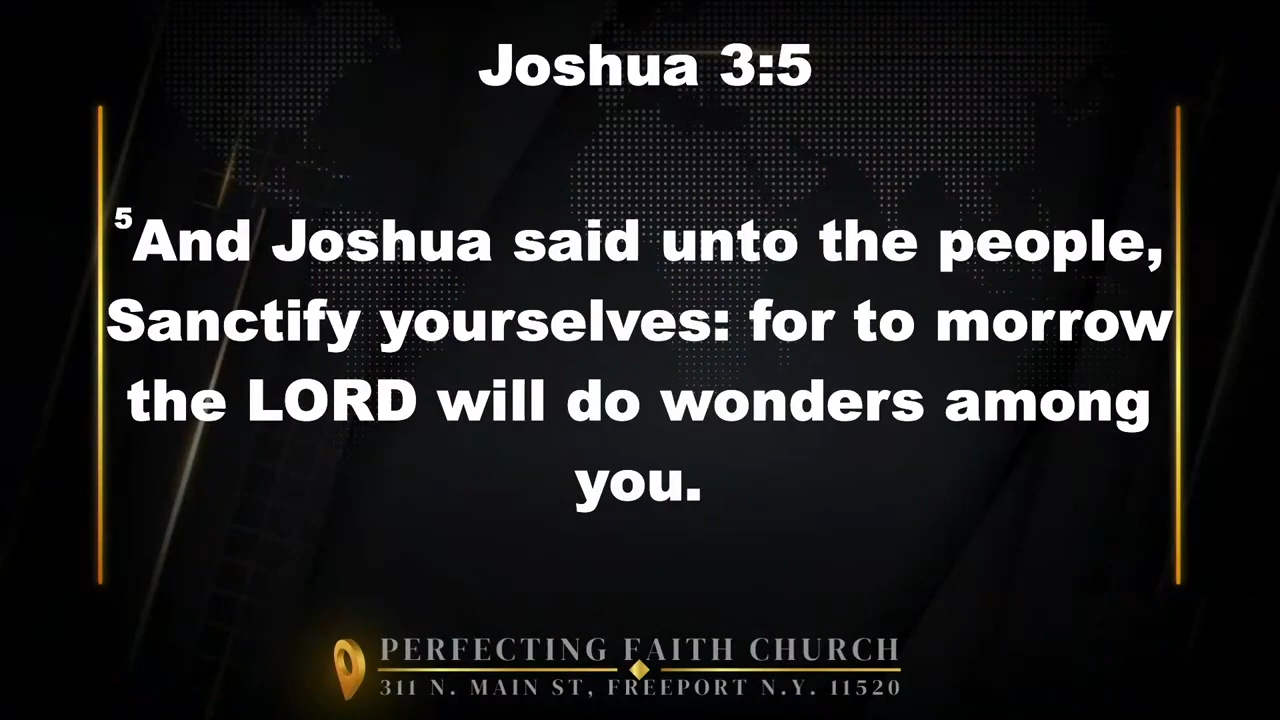 Joshua 3:5
5And Joshua said unto the people,
Sanctify yourselves: for to morrow
the LORD will do wonders among
you.
PERFECTING FAITH CHURCH
311 N. MAIN ST, FREEPORT N.Y. 11520